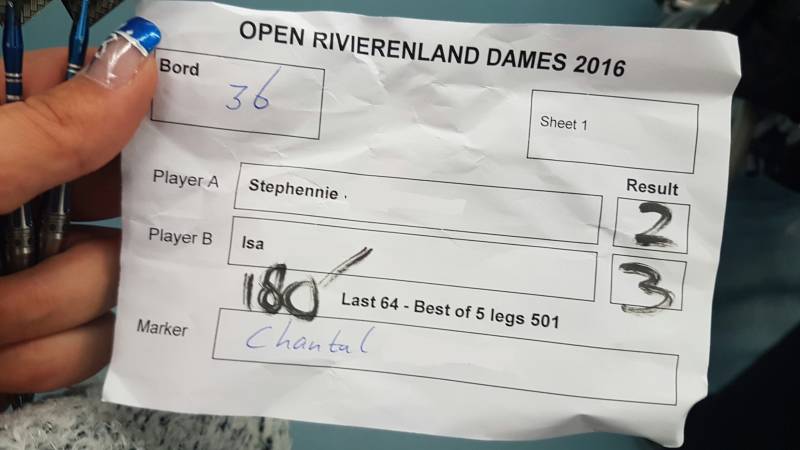 OPEN RIVIERENLAND DAMES 2016
Bord
36
Sheet 1
Result
Player A
Stephennie
2
Player B
Isa
3
180
Last 64 - Best of 5 legs 501
Marker
Chantal